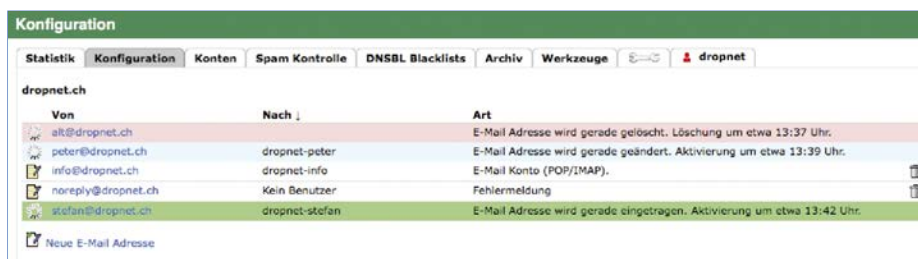 Konfiguration
Statistik Konfiguration Konten Spam Kontrolle DNSBL Blacklists Archiv Werkzeuge dropnet
dropnet.ch
Von Nach ↓ Art
alt@dropnet.ch E-Mail Adresse wird gerade gelöscht. Löschung um etwa 13:37 Uhr.
peter@dropnet.ch dropnet-peter E-Mail Adresse wird gerade geändert. Aktivierung um etwa 13:39 Uhr.
info@dropnet.ch dropnet-info E-Mail Konto (POP/IMAP).
noreply@dropnet.ch Kein Benutzer Fehlermeldung
stefan@dropnet.ch dropnet-stefan E-Mail Adresse wird gerade eingetragen. Aktivierung um etwa 13:42 Uhr.
Neue E-Mail Adresse